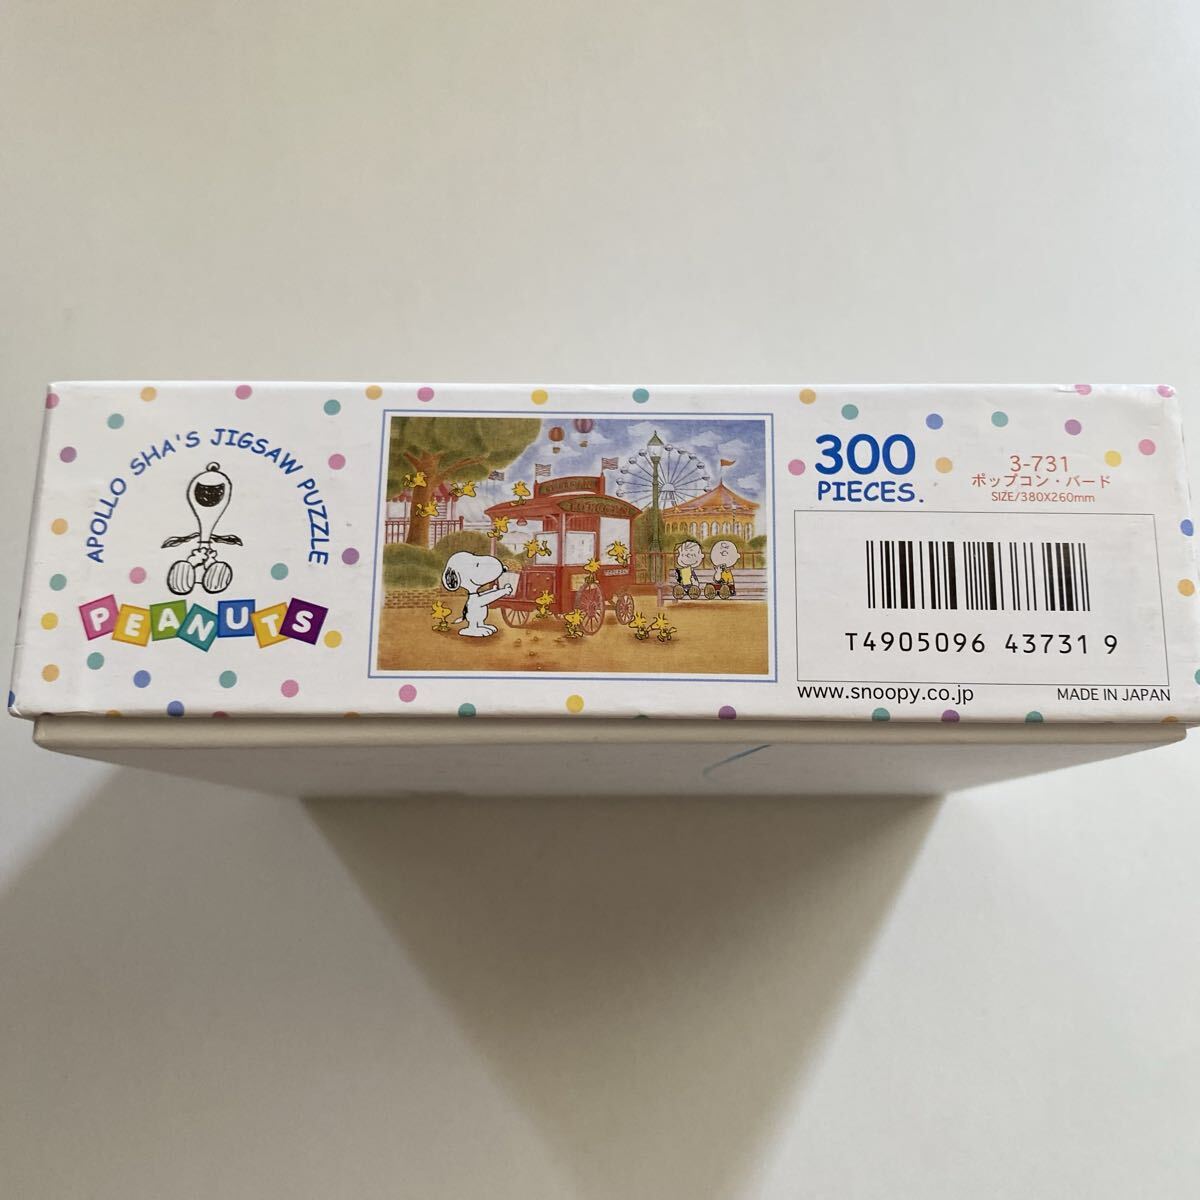 APOLLO SHA'S JIGSAW PUZZLE
PEANUTS
300
PIECES.
3-731
ポップコン・バード
SIZE/380X260mm
T4905096 43731 9
www.snoopy.co.jp
MADE IN JAPAN